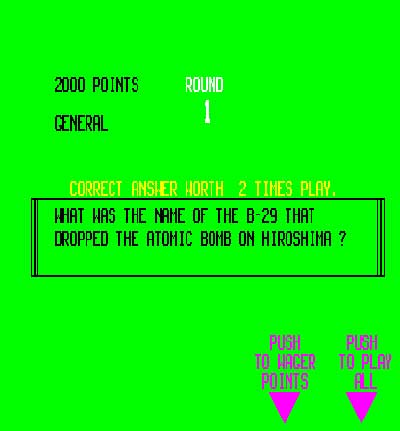 2000 POINTS
ROUND
1
GENERAL
CORRECT ANSWER WORTH 2 TIMES PLAY.
WHAT WAS THE NAME OF THE B-29 THAT
DROPPED THE ATOMIC BOMB ON HIROSHIMA ?
PUSH
TO WAGER
POINTS
PUSH
TO PLAY
ALL